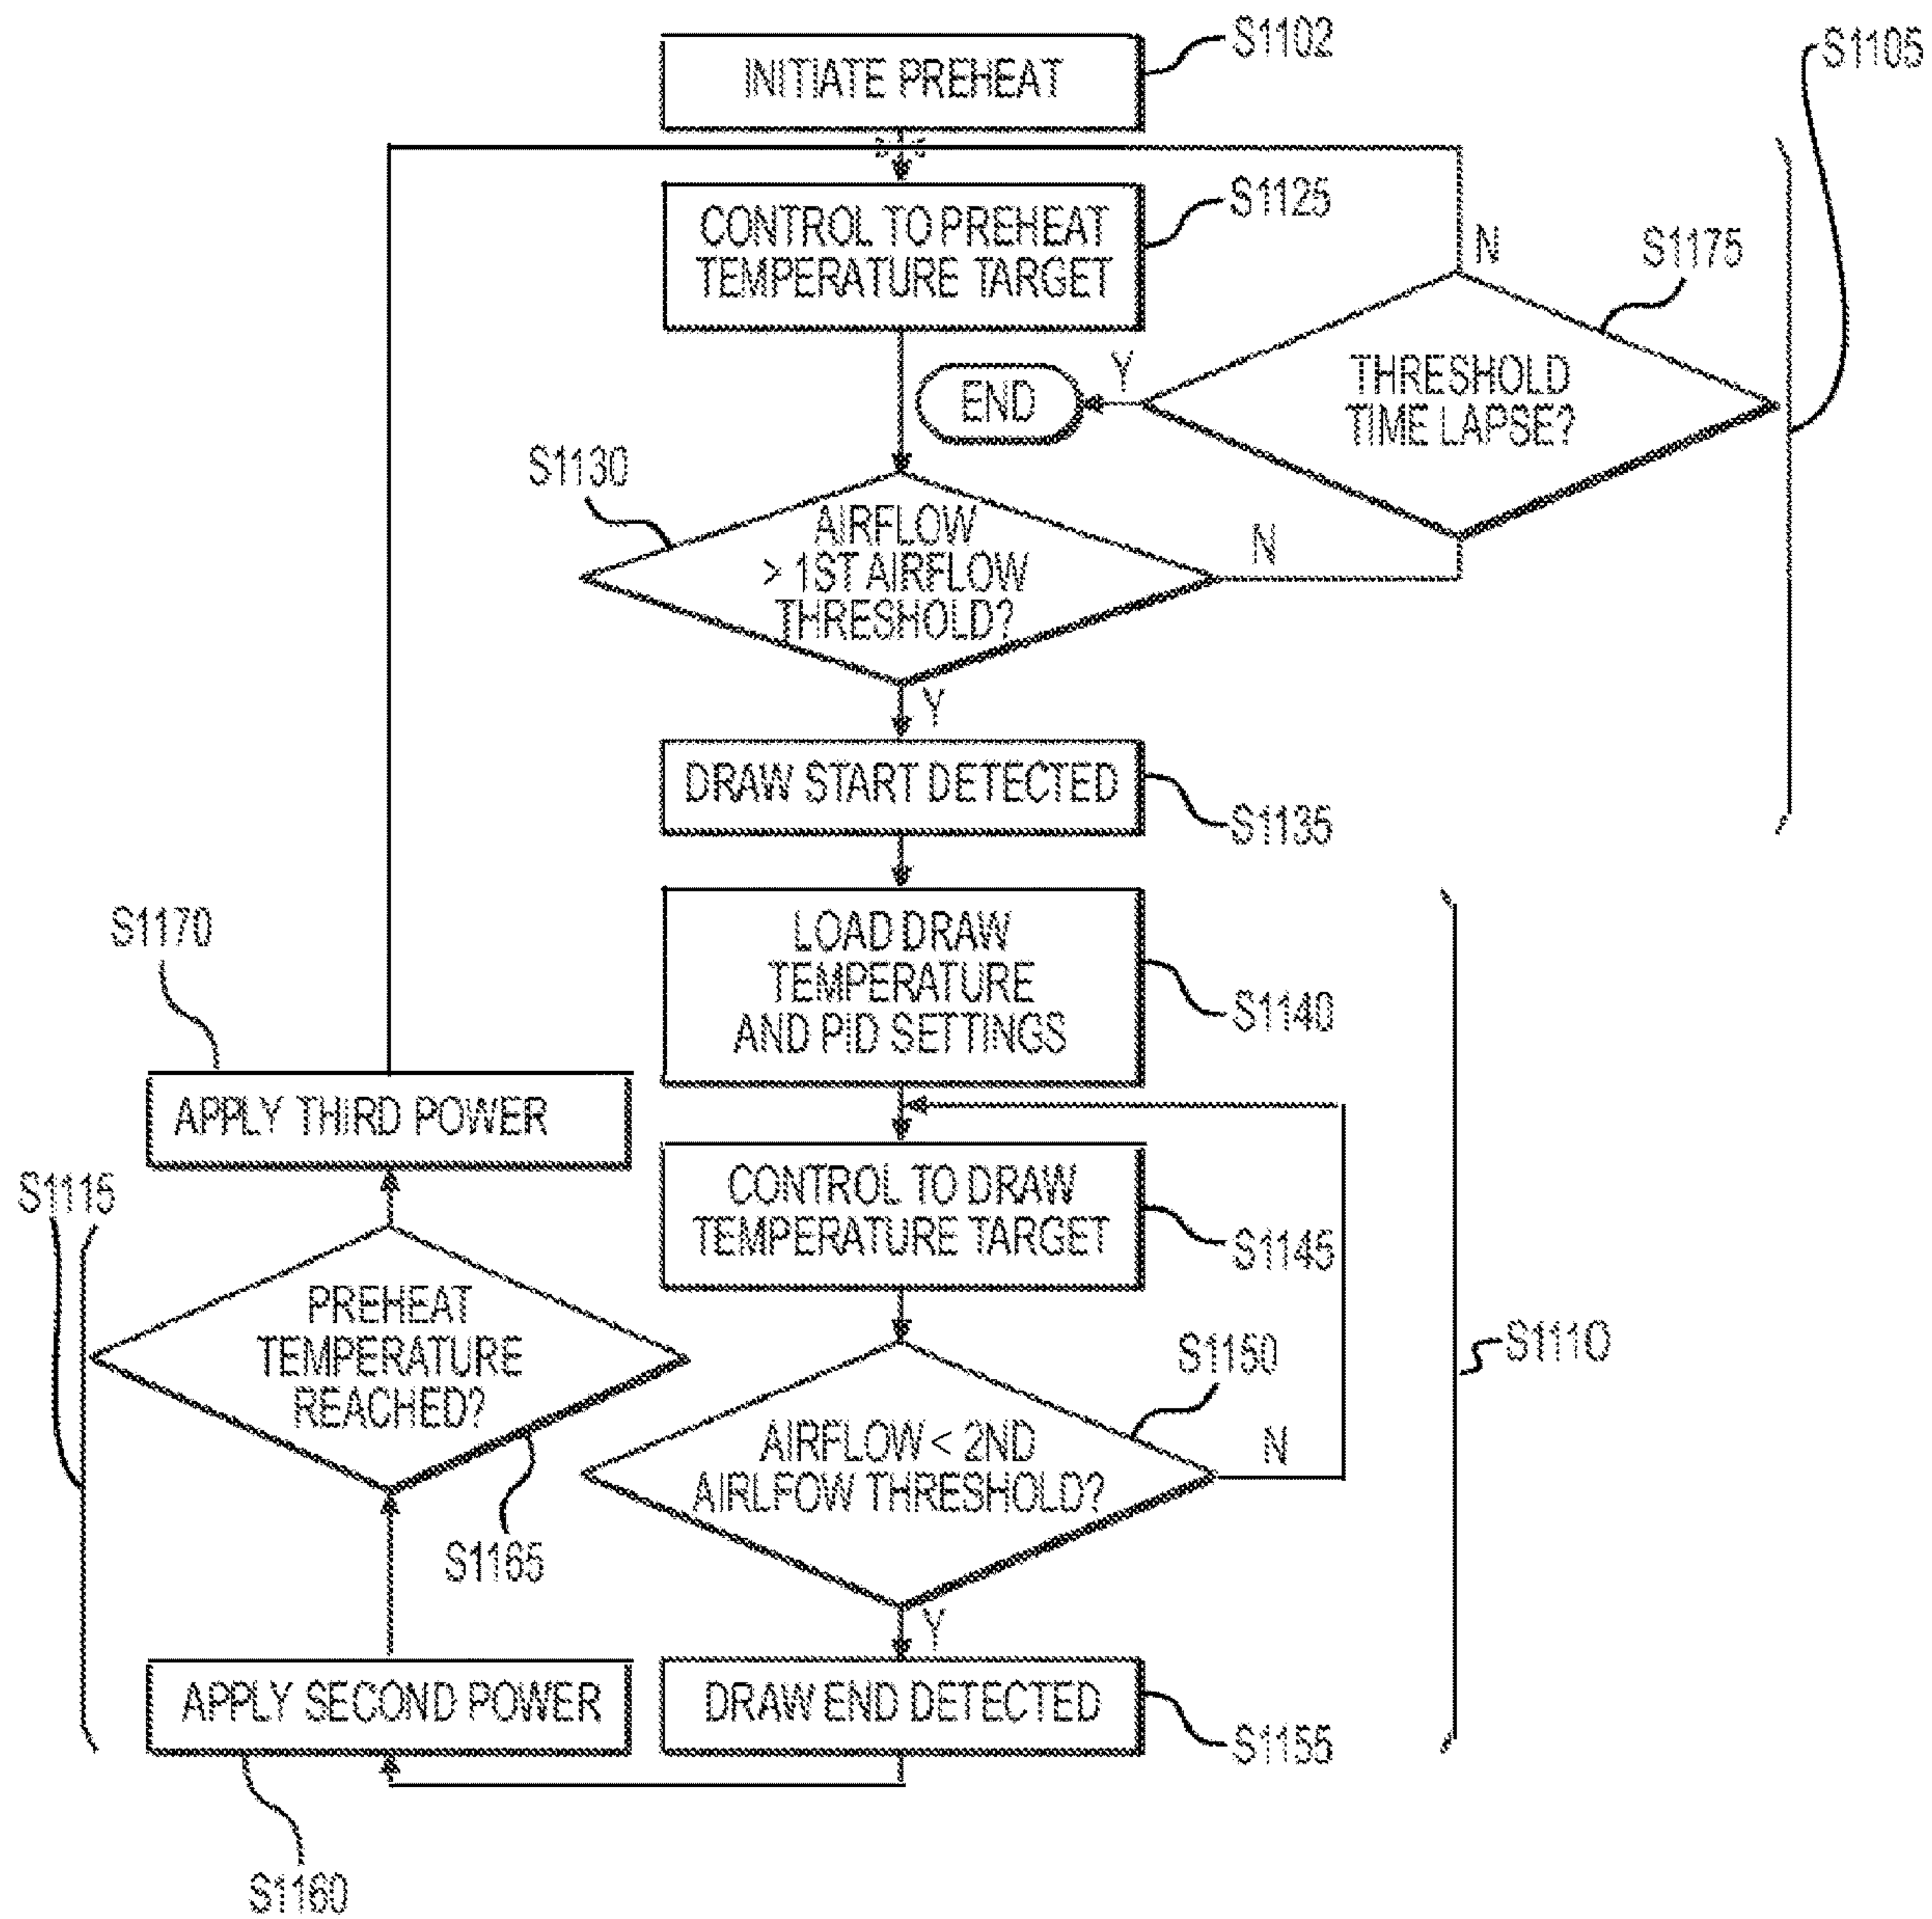 INITIATE PREHEAT
S1102
S1105
CONTROL TO PREHEAT
TEMPERATURE TARGET
S1125
N
S1175
THRESHOLD
TIME LAPSE?
Y
END
S1130
AIRFLOW
> 1ST AIRFLOW
THRESHOLD?
N
Y
DRAW START DETECTED
S1135
LOAD DRAW
TEMPERATURE
AND PID SETTINGS
S1140
S1170
APPLY THIRD POWER
S1115
CONTROL TO DRAW
TEMPERATURE TARGET
S1145
PREHEAT
TEMPERATURE
REACHED?
S1165
S1150
AIRFLOW < 2ND
AIRLFOW THRESHOLD?
N
S1110
Y
APPLY SECOND POWER
S1160
DRAW END DETECTED
S1155